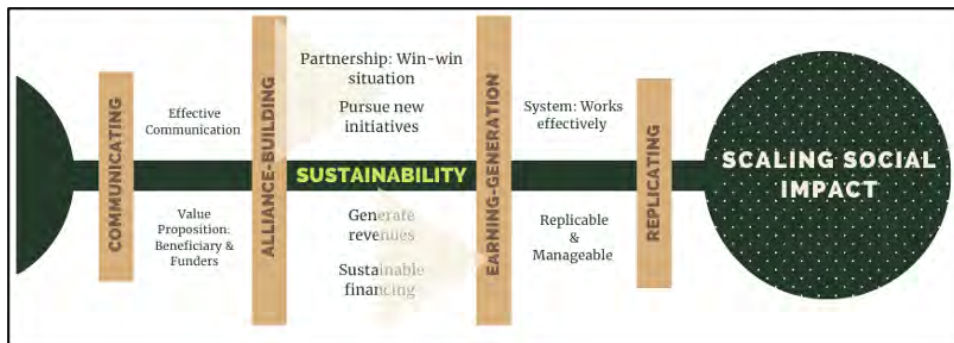 COMMUNICATING
Effective
Communication
Value
Proposition:
Beneficiary &
Funders
ALLIANCE-BUILDING
Partnership: Win-win
situation
Pursue new
initiatives
SUSTAINABILITY
Generate
revenues
Sustainable
financing
EARNING-GENERATION
System: Works
effectively
Replicable
&
Manageable
REPLICATING
SCALING SOCIAL
IMPACT